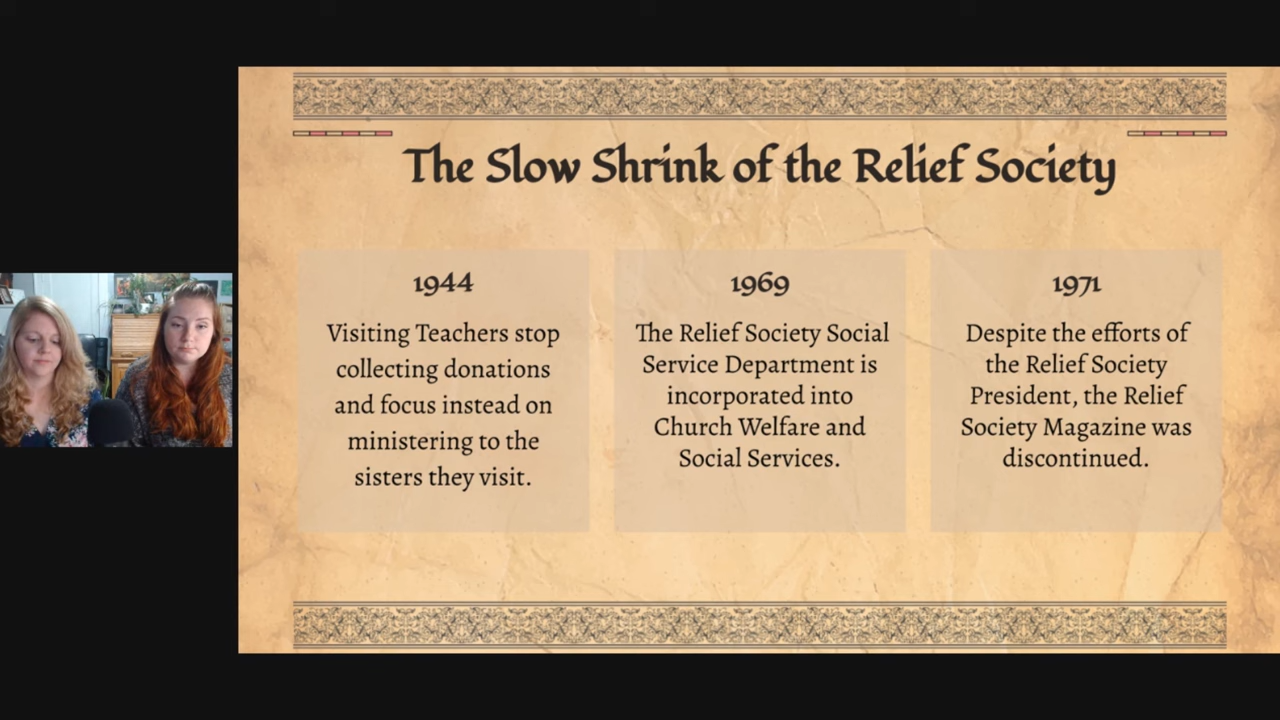 The Slow Shrink of the Relief Society
1944
Visiting Teachers stop
collecting donations
and focus instead on
ministering to the
sisters they visit.
1969
The Relief Society Social
Service Department is
incorporated into
Church Welfare and
Social Services.
1971
Despite the efforts of
the Relief Society
President, the Relief
Society Magazine was
discontinued.